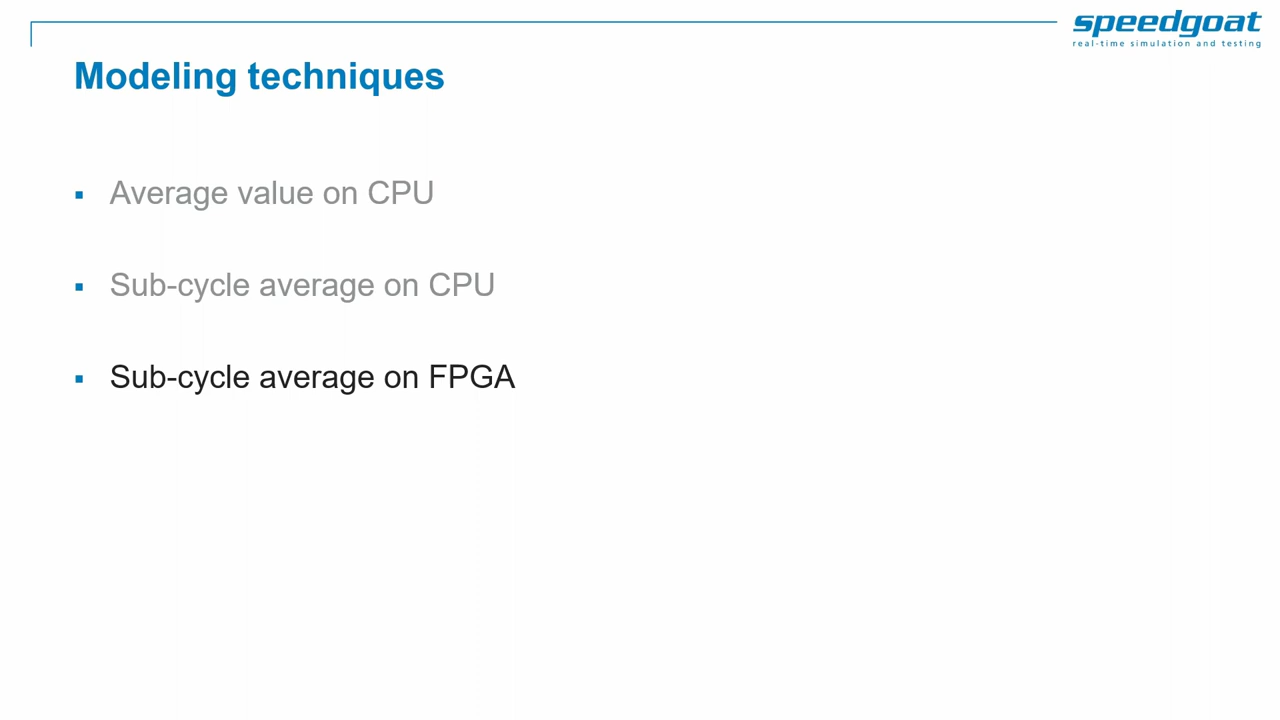 speedgoat
real-time simulation and testing
Modeling techniques
Average value on CPU
Sub-cycle average on CPU
Sub-cycle average on FPGA